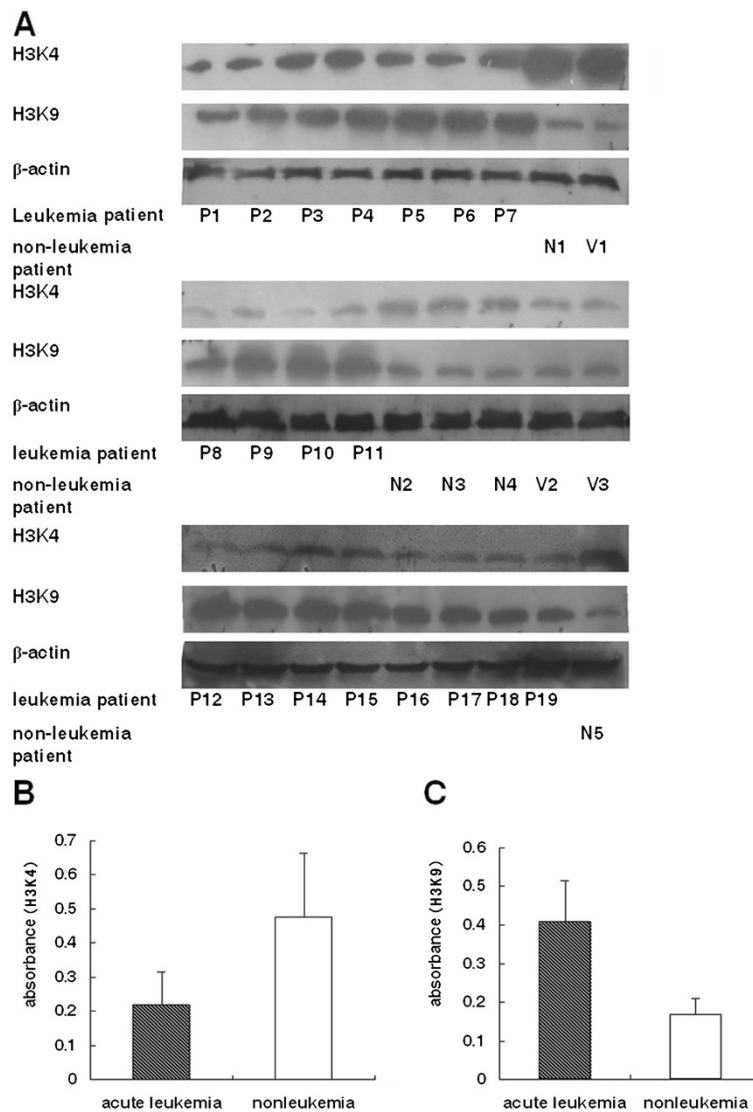 A
H3K4
H3K9
β-actin
Leukemia patient P1 P2 P3 P4 P5 P6 P7
non-leukemia patient N1 V1
H3K4
H3K9
β-actin
leukemia patient P8 P9 P10 P11
non-leukemia patient N2 N3 N4 V2 V3
H3K4
H3K9
β-actin
leukemia patient P12 P13 P14 P15 P16 P17 P18 P19
non-leukemia patient N5
B
absorbance (H3K4)
0.7
0.6
0.5
0.4
0.3
0.2
0.1
0
acute leukemia nonleukemia
C
absorbance (H3K9)
0.6
0.5
0.4
0.3
0.2
0.1
0
acute leukemia nonleukemia